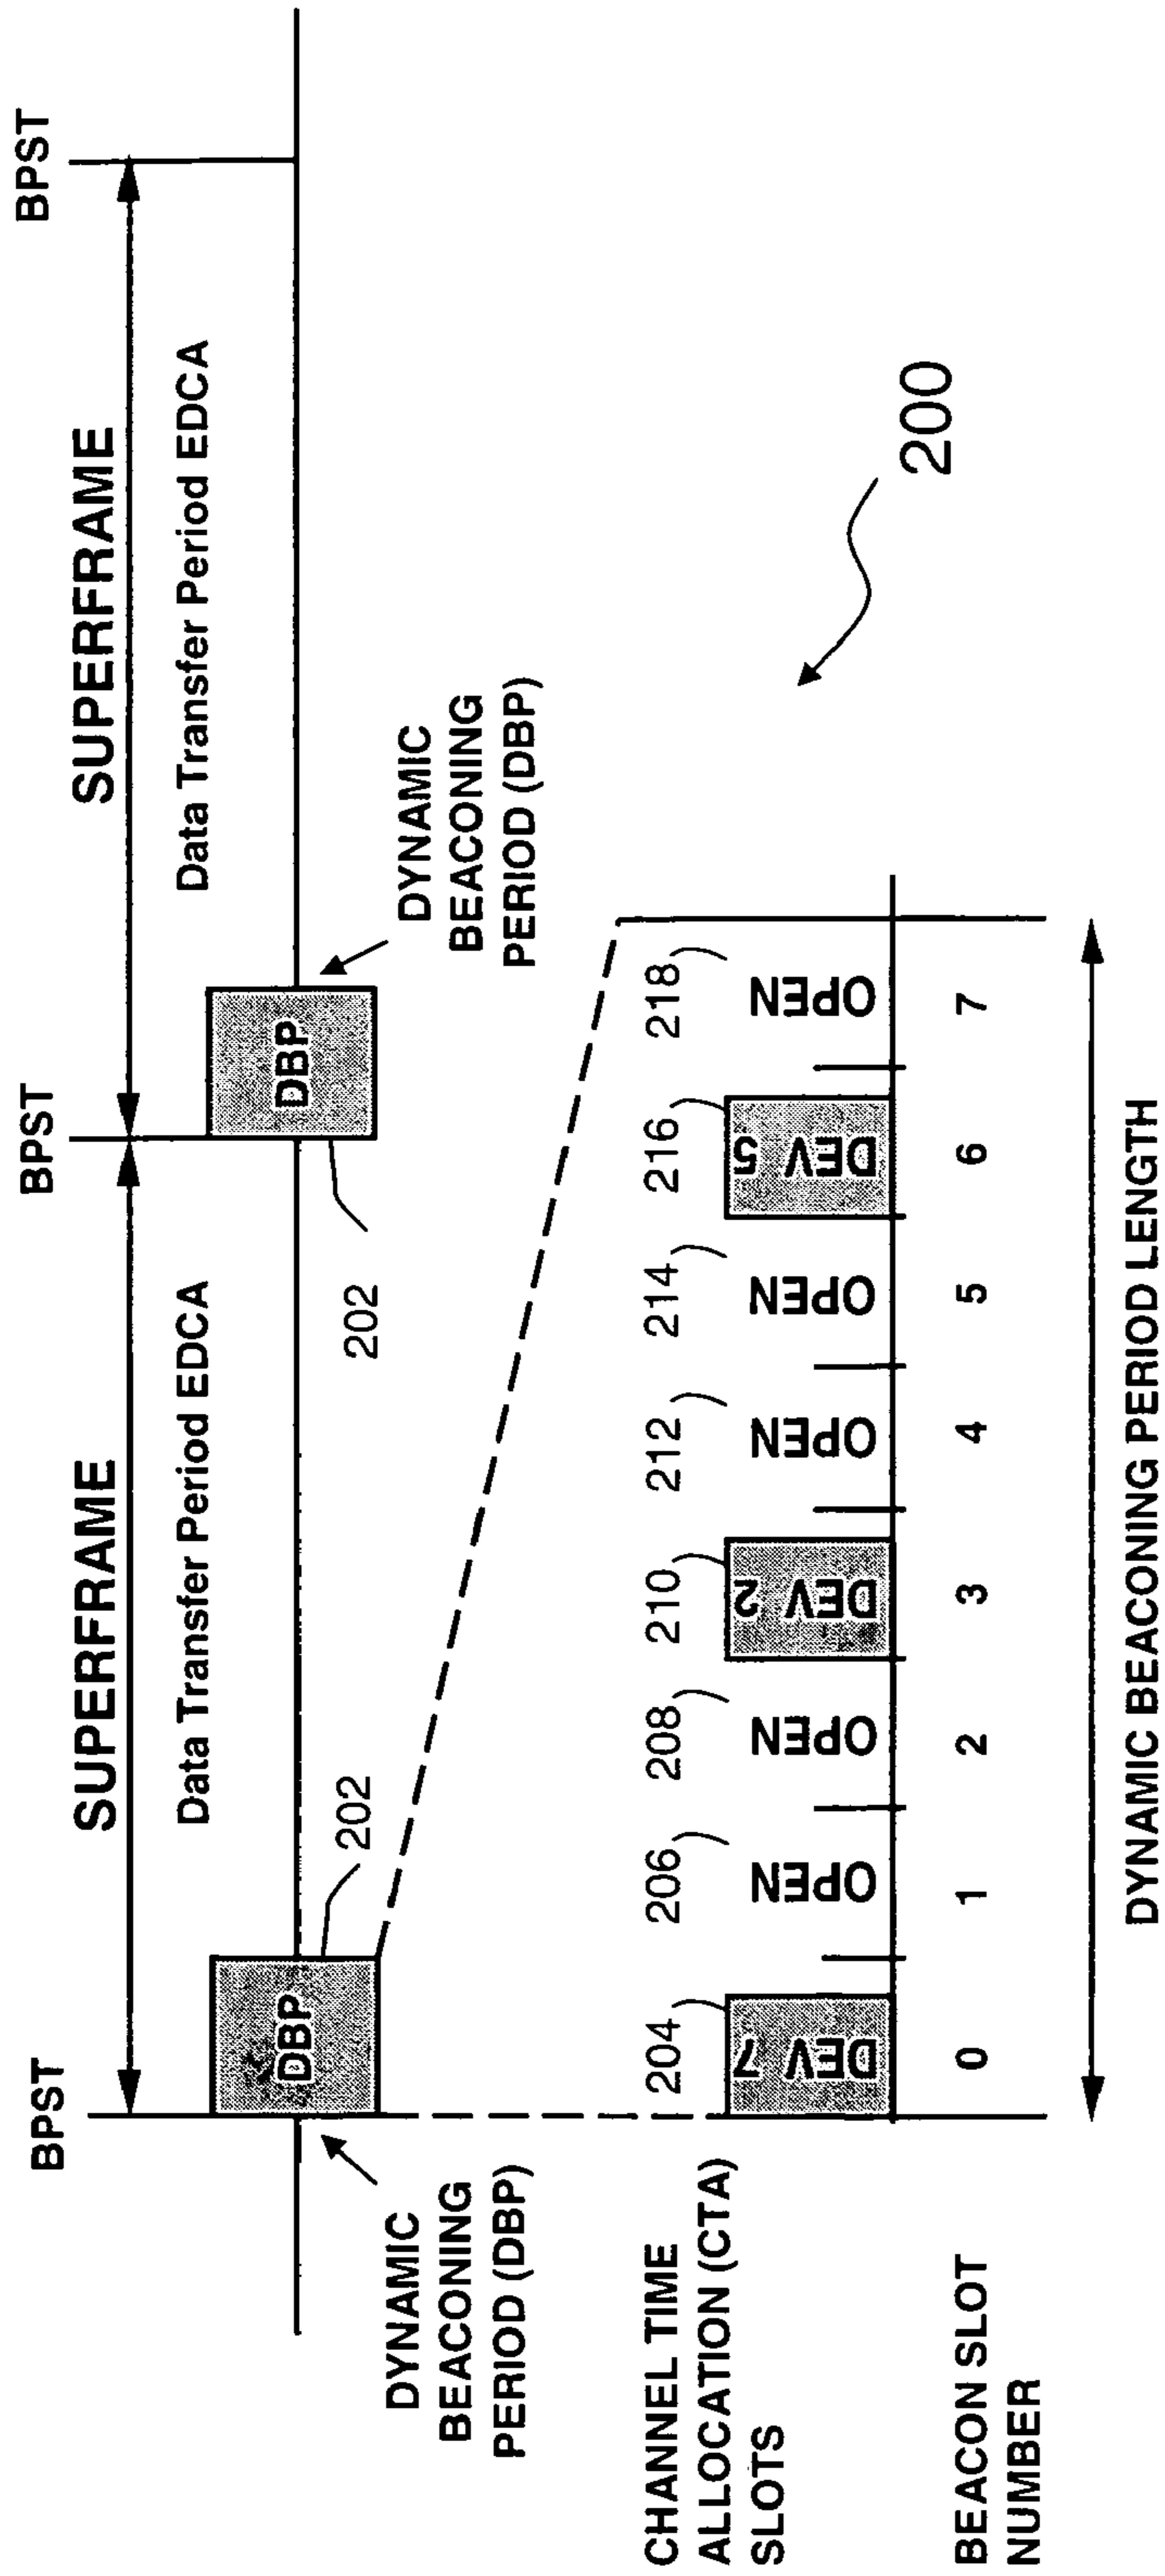 BPST
BPST
BPST
SUPERFRAME
SUPERFRAME
Data Transfer Period EDCA
Data Transfer Period EDCA
DBP
DBP
202
202
DYNAMIC
BEACONING
PERIOD (DBP)
DYNAMIC
BEACONING
PERIOD (DBP)
200
CHANNEL TIME
ALLOCATION (CTA)
SLOTS
204
206
208
210
212
214
216
218
DEV 7
OPEN
OPEN
DEV 2
OPEN
OPEN
DEV 5
OPEN
BEACON SLOT
NUMBER
0
1
2
3
4
5
6
7
DYNAMIC BEACONING PERIOD LENGTH